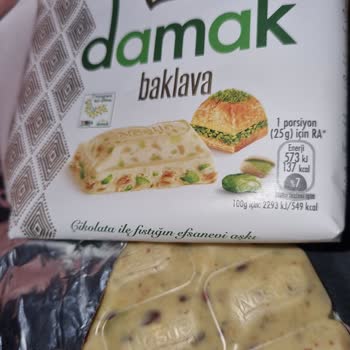 damak
baklava
1 porsiyon
(25g) için RA*
Enerji
573 kJ
137 kcal
%7
100g için: 2293 kJ/549 kcal
Çikolata ile fıstığın efsanevi aşkı
Nestle